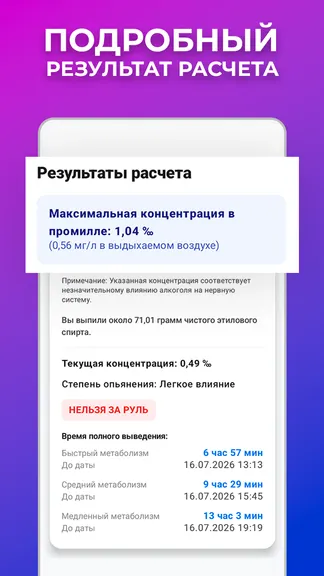 ПОДРОБНЫЙ
РЕЗУЛЬТАТ РАСЧЕТА
Результаты расчета
Максимальная концентрация в
промилле: 1,04 ‰
(0,56 мг/л в выдыхаемом воздухе)
Примечание: Указанная концентрация соответствует
незначительному влиянию алкоголя на нервную
систему.
Вы выпили около 71,01 грамм чистого этилового
спирта.
Текущая концентрация: 0,49 ‰
Степень опьянения: Легкое влияние
НЕЛЬЗЯ ЗА РУЛЬ
Время полного выведения:
Быстрый метаболизм 6 час 57 мин
До даты 16.07.2026 13:13
Средний метаболизм 9 час 29 мин
До даты 16.07.2026 15:45
Медленный метаболизм 13 час 3 мин
До даты 16.07.2026 19:19